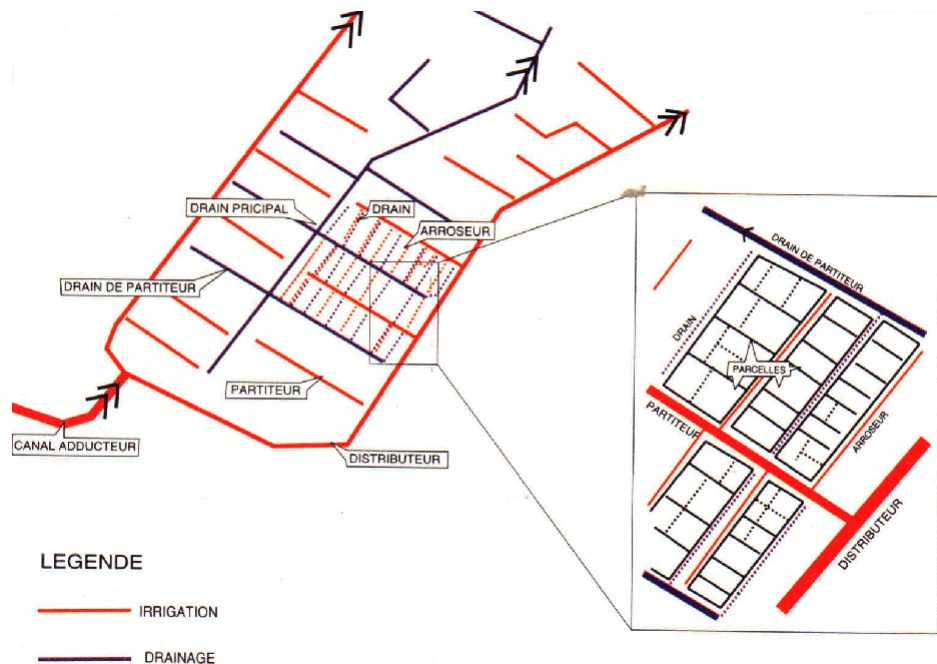 DRAIN PRICIPAL
DRAIN
ARROSEUR
DRAIN DE PARTITEUR
PARTITEUR
CANAL ADDUCTEUR
DISTRIBUTEUR
DRAIN DE PARTITEUR
DRAIN
PARCELLES
PARTITEUR
ARROSEUR
DISTRIBUTEUR
LEGENDE
IRRIGATION
DRAINAGE